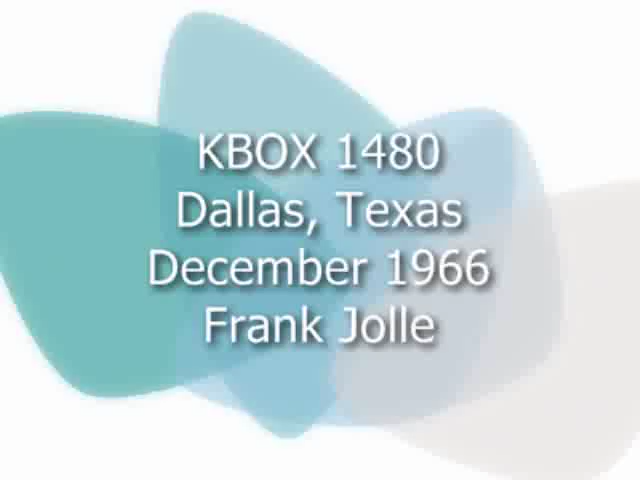 KBOX 1480
Dallas, Texas
December 1966
Frank Jolle